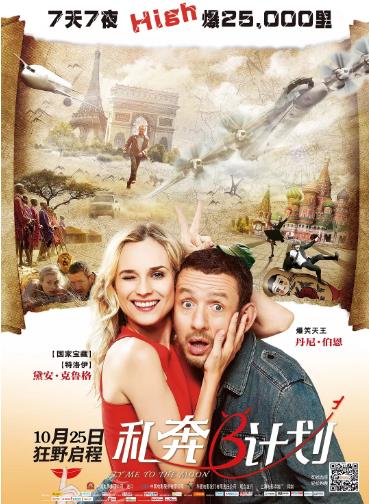 7天7夜 High 爆25,000里
爆笑天王
丹尼·伯恩
【国家宝藏】
【特洛伊】
黛安·克鲁格
10月25日
狂野启程
私奔B计划
FLY ME TO THE MOON